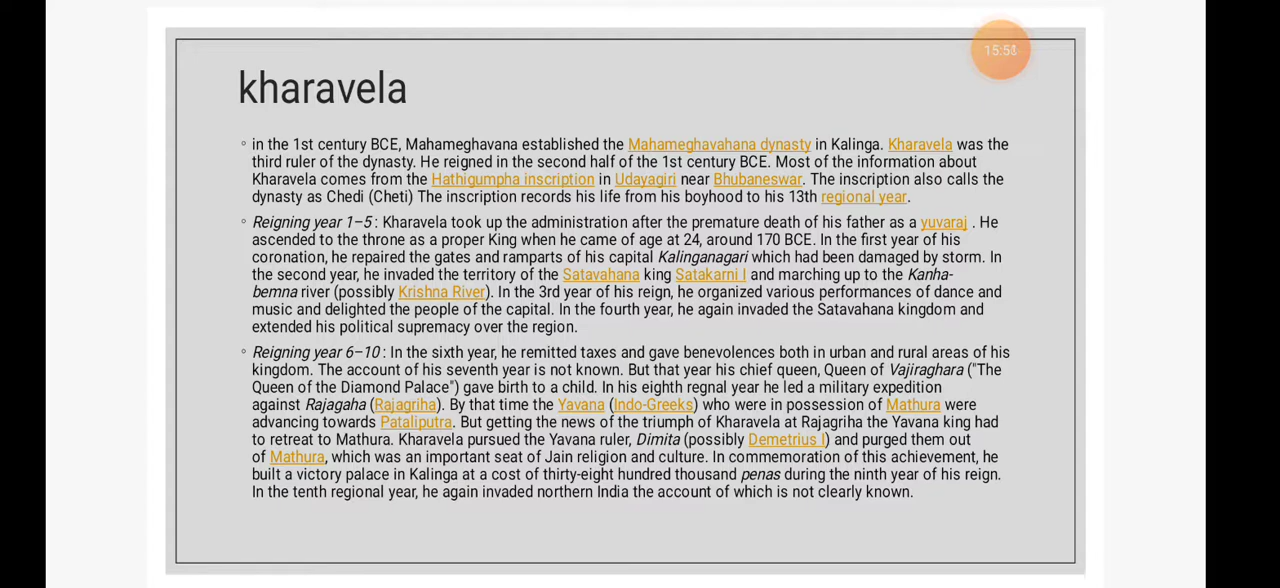 15:51
kharavela
◦ in the 1st century BCE, Mahameghavana established the Mahameghavahana dynasty in Kalinga. Kharavela was the
third ruler of the dynasty. He reigned in the second half of the 1st century BCE. Most of the information about
Kharavela comes from the Hathigumpha inscription in Udayagiri near Bhubaneswar. The inscription also calls the
dynasty as Chedi (Cheti) The inscription records his life from his boyhood to his 13th regional year.
◦ Reigning year 1–5 : Kharavela took up the administration after the premature death of his father as a yuvaraj . He
ascended to the throne as a proper King when he came of age at 24, around 170 BCE. In the first year of his
coronation, he repaired the gates and ramparts of his capital Kalinganagari which had been damaged by storm. In
the second year, he invaded the territory of the Satavahana king Satakarni I and marching up to the Kanha-
bemna river (possibly Krishna River). In the 3rd year of his reign, he organized various performances of dance and
music and delighted the people of the capital. In the fourth year, he again invaded the Satavahana kingdom and
extended his political supremacy over the region.
◦ Reigning year 6–10 : In the sixth year, he remitted taxes and gave benevolences both in urban and rural areas of his
kingdom. The account of his seventh year is not known. But that year his chief queen, Queen of Vajiraghara ("The
Queen of the Diamond Palace") gave birth to a child. In his eighth regnal year he led a military expedition
against Rajagaha (Rajagriha). By that time the Yavana (Indo-Greeks) who were in possession of Mathura were
advancing towards Pataliputra. But getting the news of the triumph of Kharavela at Rajagriha the Yavana king had
to retreat to Mathura. Kharavela pursued the Yavana ruler, Dimita (possibly Demetrius I) and purged them out
of Mathura, which was an important seat of Jain religion and culture. In commemoration of this achievement, he
built a victory palace in Kalinga at a cost of thirty-eight hundred thousand penas during the ninth year of his reign.
In the tenth regional year, he again invaded northern India the account of which is not clearly known.